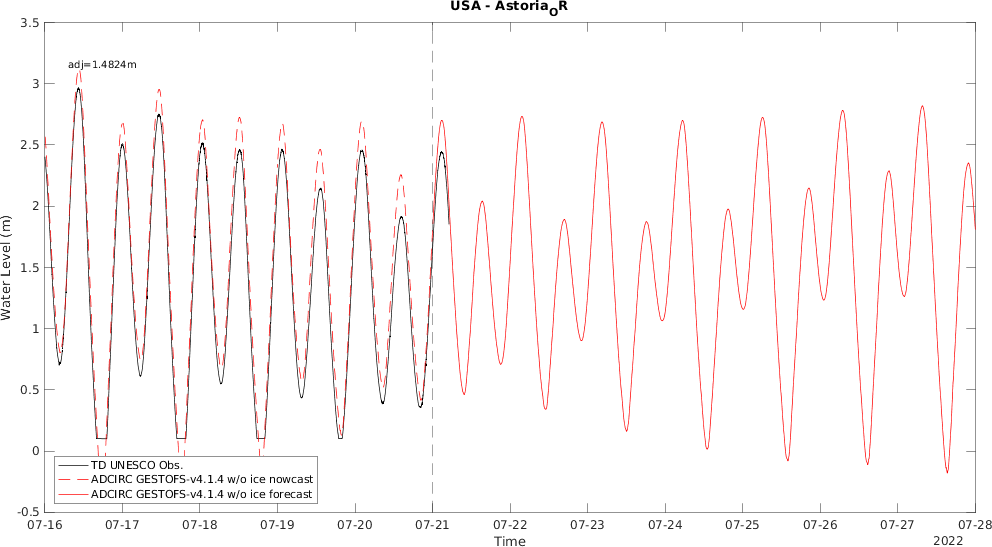 USA - AstoriaOR
adj=1.4824m
Water Level (m)
3.5
3
2.5
2
1.5
1
0.5
0
-0.5
TD UNESCO Obs.
ADCIRC GESTOFS-v4.1.4 w/o ice nowcast
ADCIRC GESTOFS-v4.1.4 w/o ice forecast
07-16 07-17 07-18 07-19 07-20 07-21 07-22 07-23 07-24 07-25 07-26 07-27 07-28
Time
2022